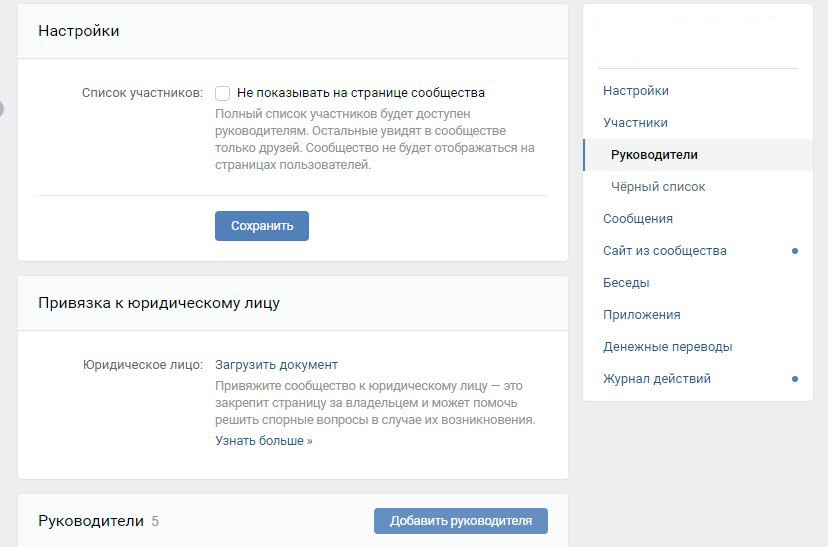 Настройки
Список участников: Не показывать на странице сообщества
Полный список участников будет доступен
руководителям. Остальные увидят в сообществе
только друзей. Сообщество не будет отображаться на
страницах пользователей.
Сохранить
Привязка к юридическому лицу
Юридическое лицо: Загрузить документ
Привяжите сообщество к юридическому лицу — это
закрепит страницу за владельцем и может помочь
решить спорные вопросы в случае их возникновения.
Узнать больше »
Руководители 5
Добавить руководителя
Настройки
Участники
Руководители
Чёрный список
Сообщения
Сайт из сообщества
Беседы
Приложения
Денежные переводы
Журнал действий